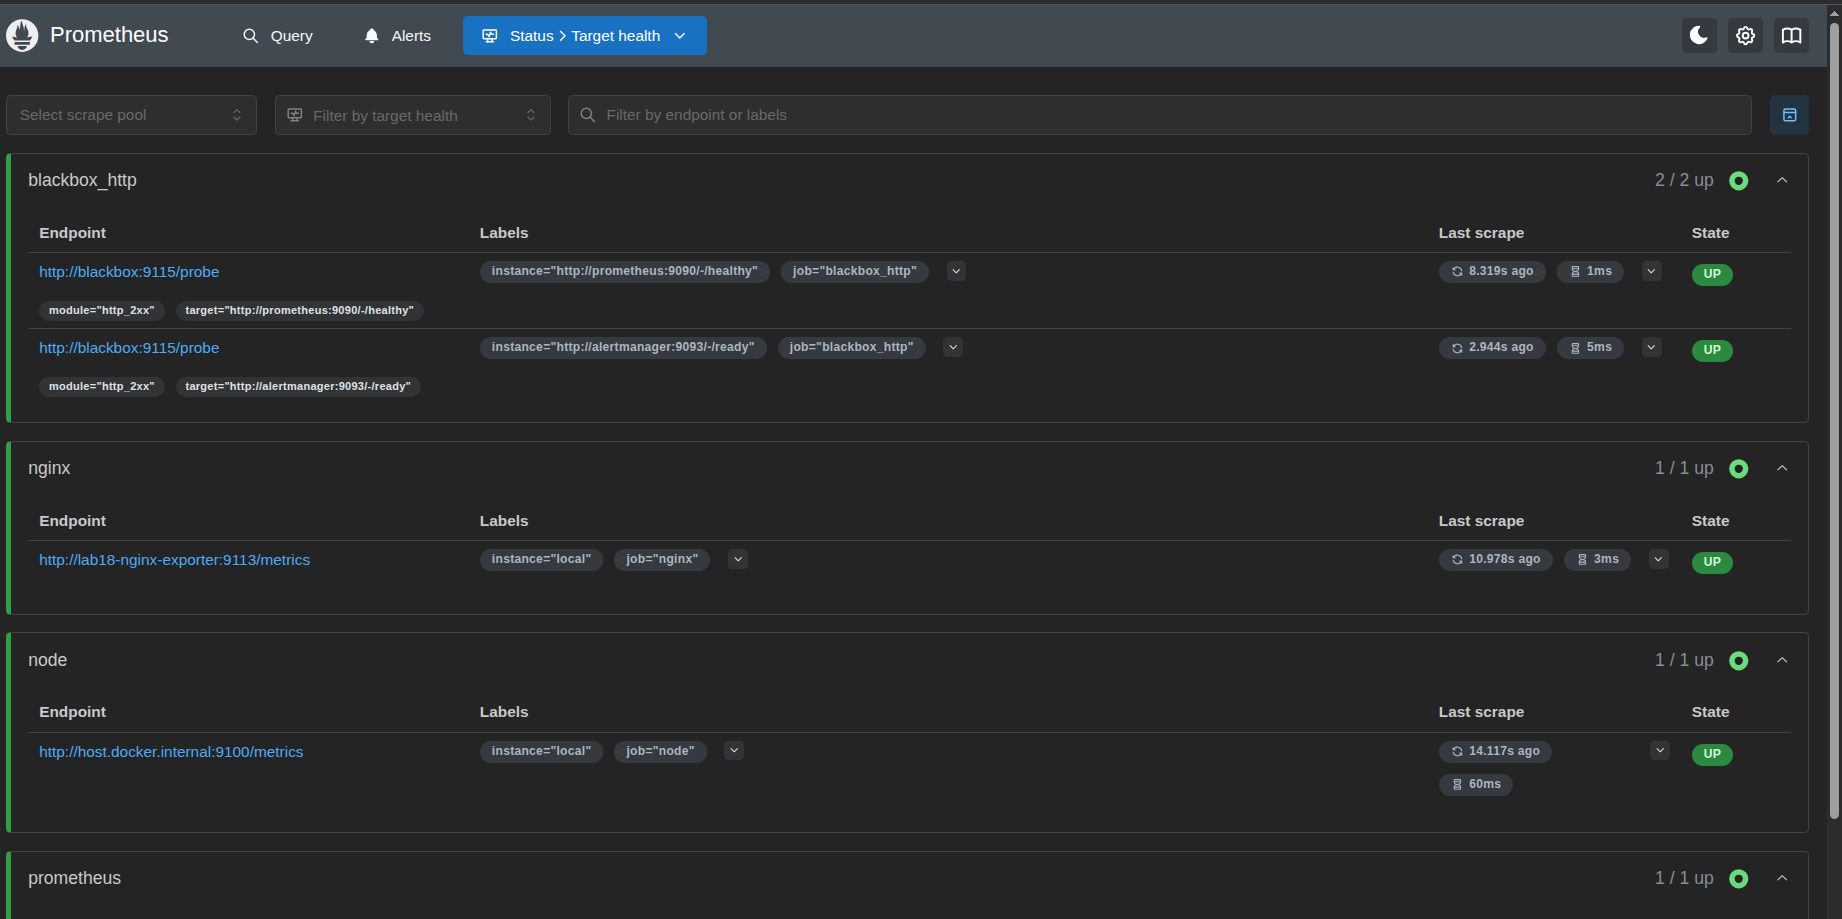 Prometheus Query Alerts Status > Target health
Select scrape pool Filter by target health Filter by endpoint or labels
blackbox_http 2 / 2 up
Endpoint Labels Last scrape State
http://blackbox:9115/probe instance="http://prometheus:9090/-/healthy" job="blackbox_http" 8.319s ago 1ms UP
module="http_2xx" target="http://prometheus:9090/-/healthy"
http://blackbox:9115/probe instance="http://alertmanager:9093/-/ready" job="blackbox_http" 2.944s ago 5ms UP
module="http_2xx" target="http://alertmanager:9093/-/ready"
nginx 1 / 1 up
Endpoint Labels Last scrape State
http://lab18-nginx-exporter:9113/metrics instance="local" job="nginx" 10.978s ago 3ms UP
node 1 / 1 up
Endpoint Labels Last scrape State
http://host.docker.internal:9100/metrics instance="local" job="node" 14.117s ago UP
60ms
prometheus 1 / 1 up